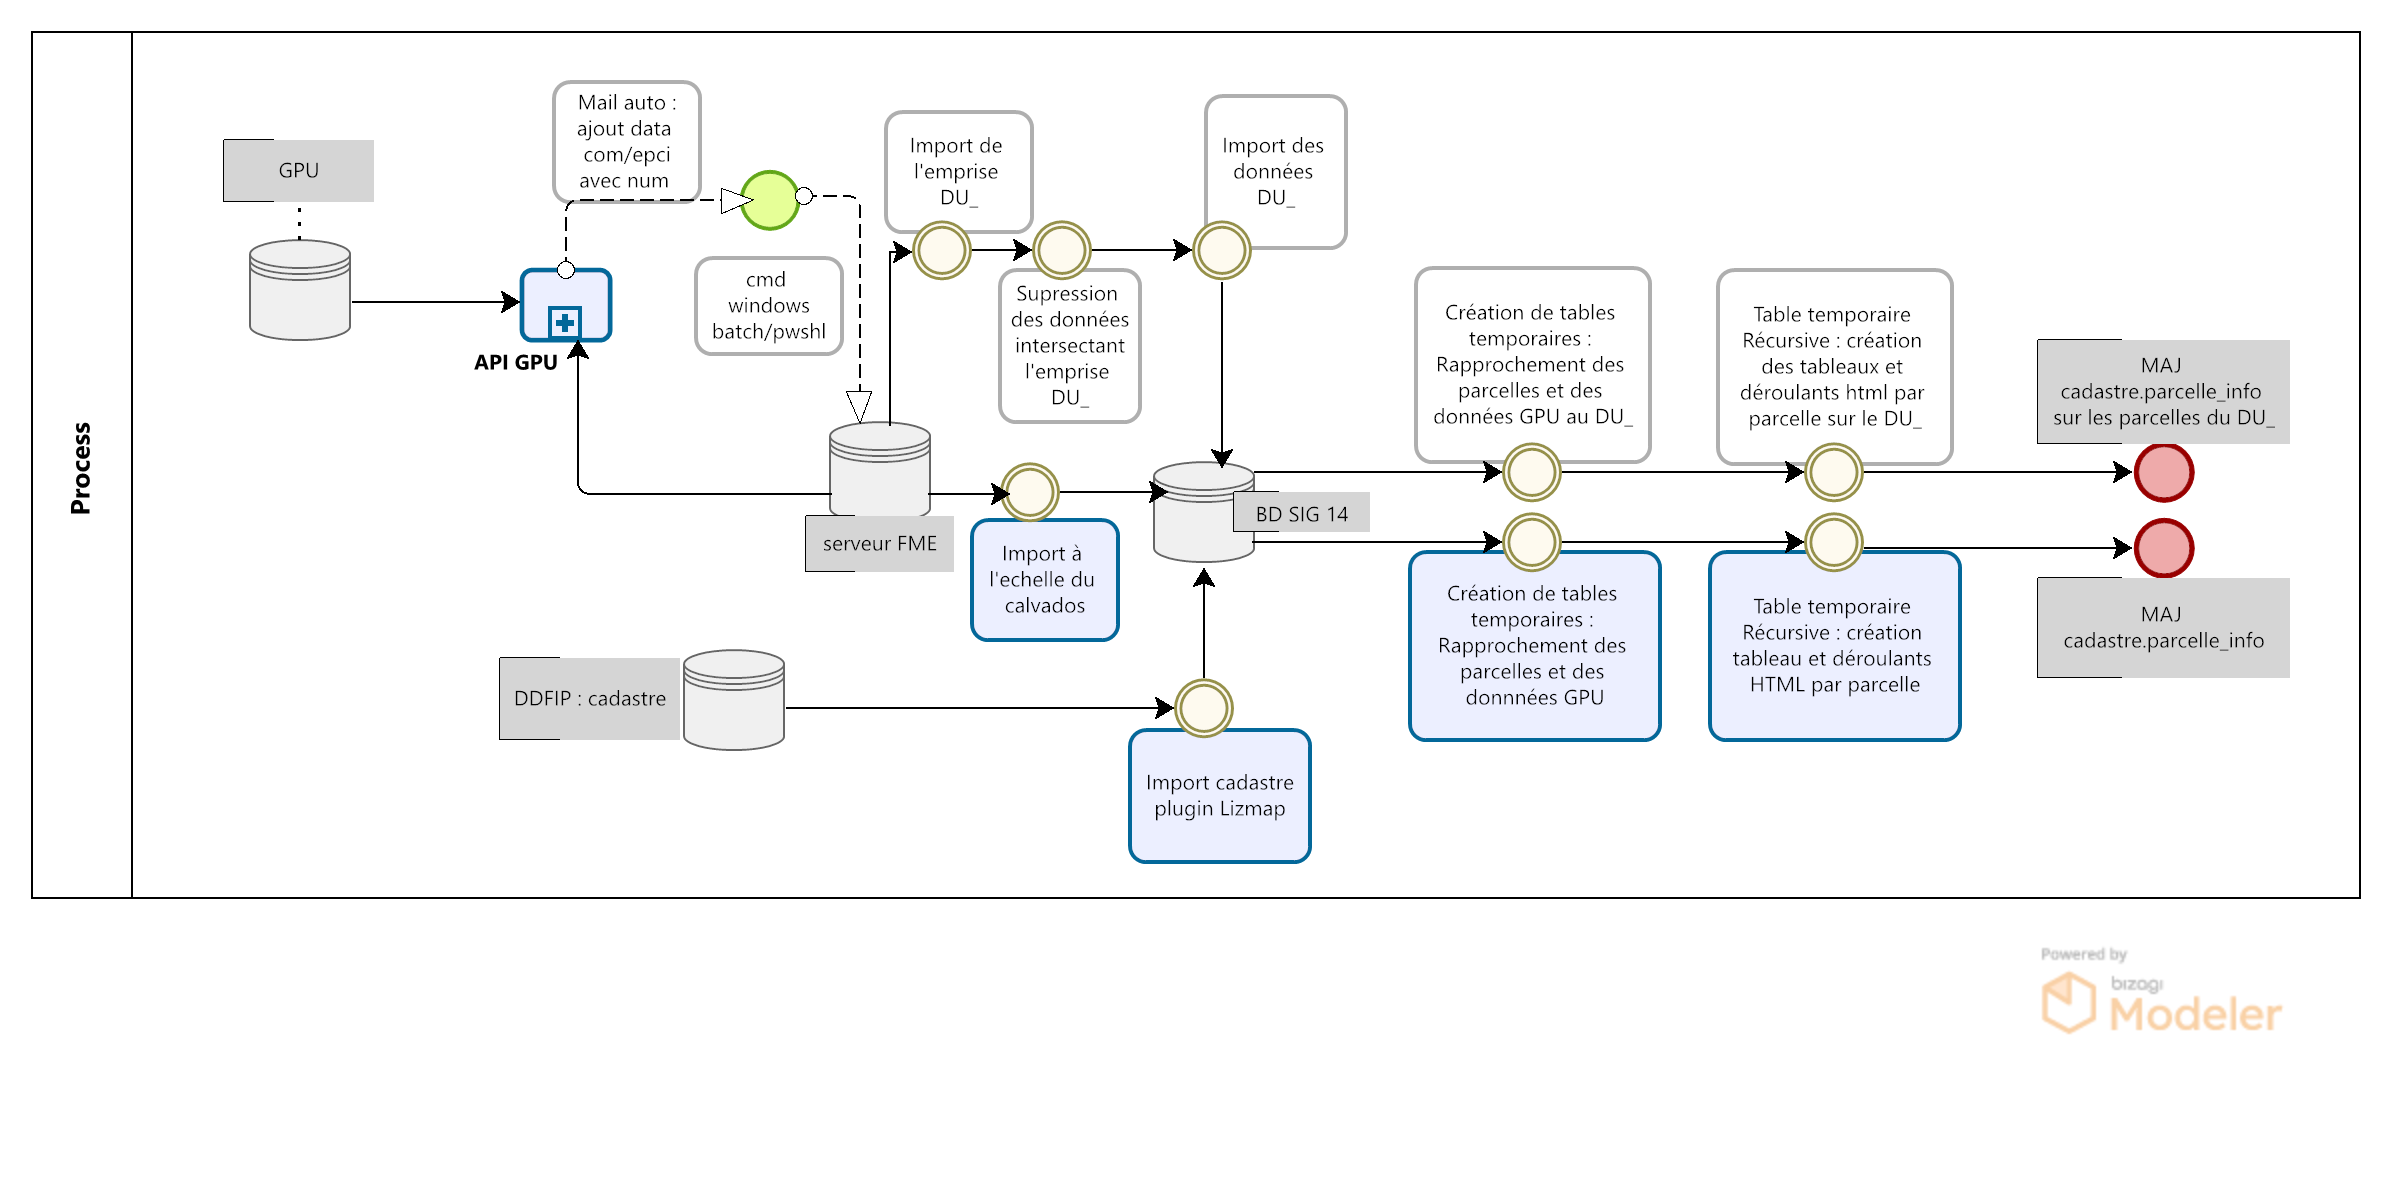 Process
GPU
Mail auto :
ajout data
com/epci
avec num
API GPU
cmd
windows
batch/pwshl
Import de
l'emprise
DU_
Supression
des données
intersectant
l'emprise
DU_
Import des
données
DU_
serveur FME
Import à
l'echelle du
calvados
BD SIG 14
DDFIP : cadastre
Import cadastre
plugin Lizmap
Création de tables
temporaires :
Rapprochement des
parcelles et des
données GPU au DU_
Table temporaire
Récursive : création
des tableaux et
déroulants html par
parcelle sur le DU_
MAJ
cadastre.parcelle_info
sur les parcelles du DU_
Création de tables
temporaires :
Rapprochement des
parcelles et des
donnnées GPU
Table temporaire
Récursive : création
tableau et déroulants
HTML par parcelle
MAJ
cadastre.parcelle_info
Powered by
bizagi
Modeler